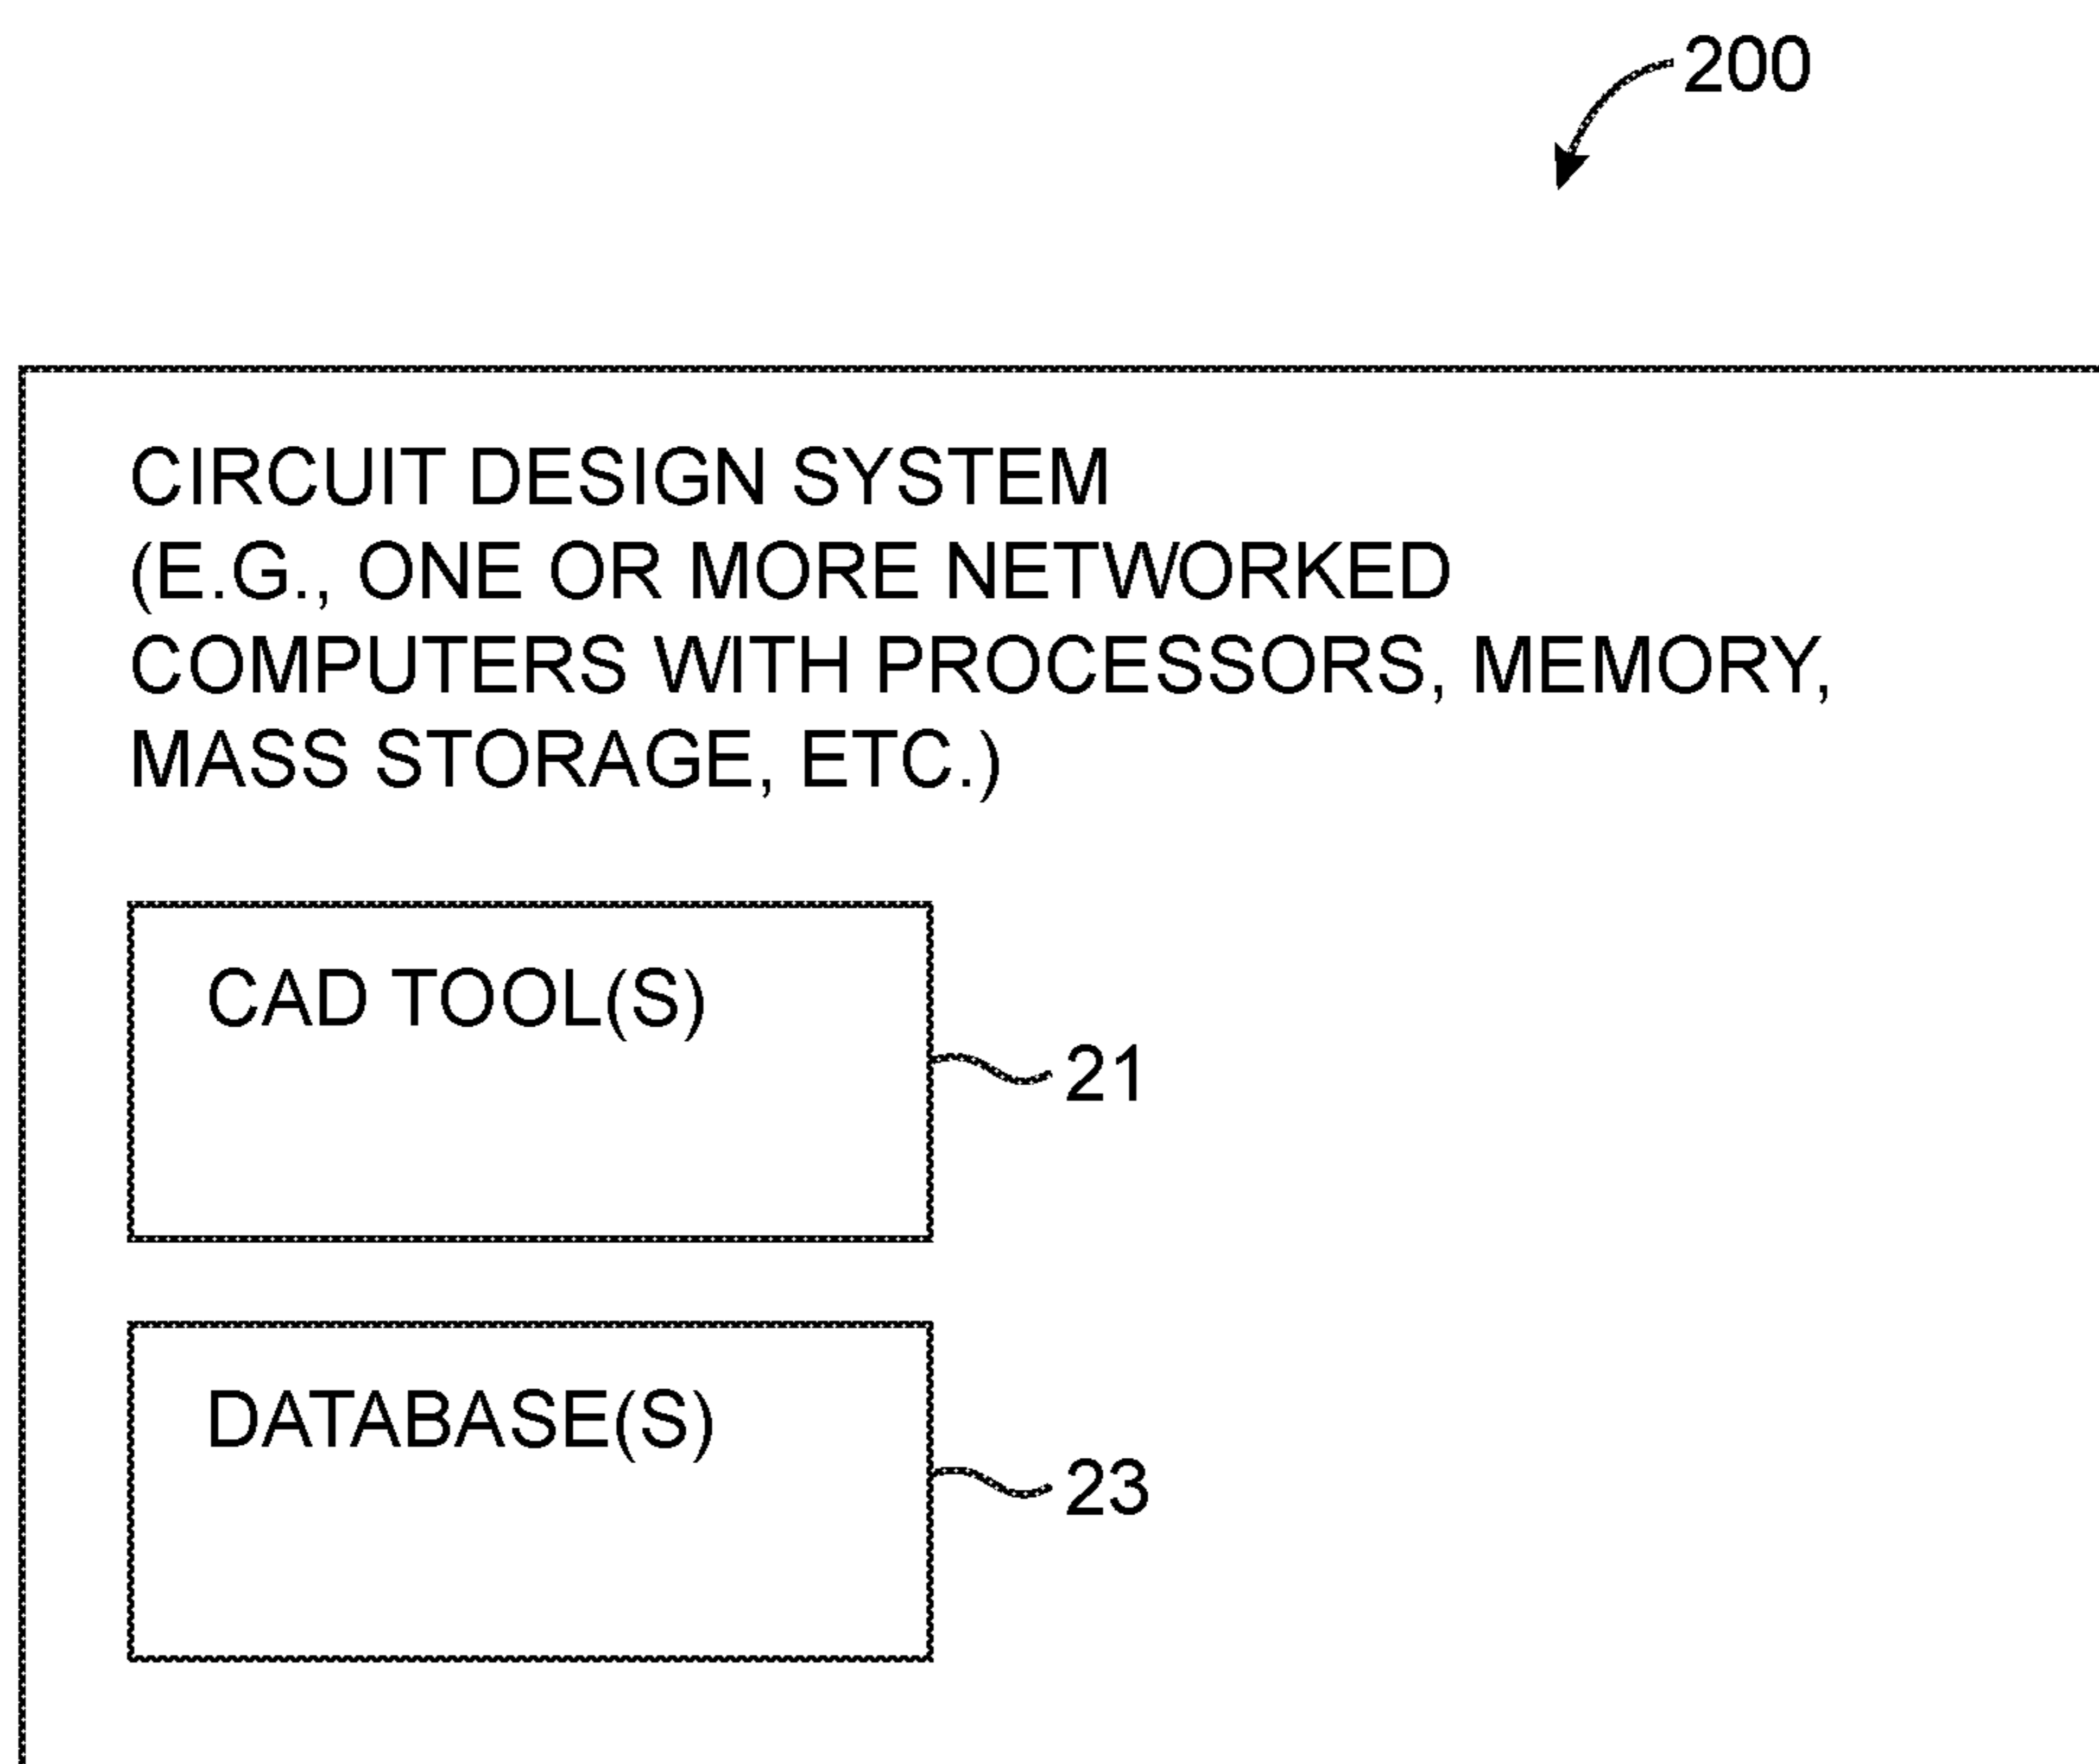 200
CIRCUIT DESIGN SYSTEM
(E.G., ONE OR MORE NETWORKED
COMPUTERS WITH PROCESSORS, MEMORY,
MASS STORAGE, ETC.)
CAD TOOL(S)
21
DATABASE(S)
23